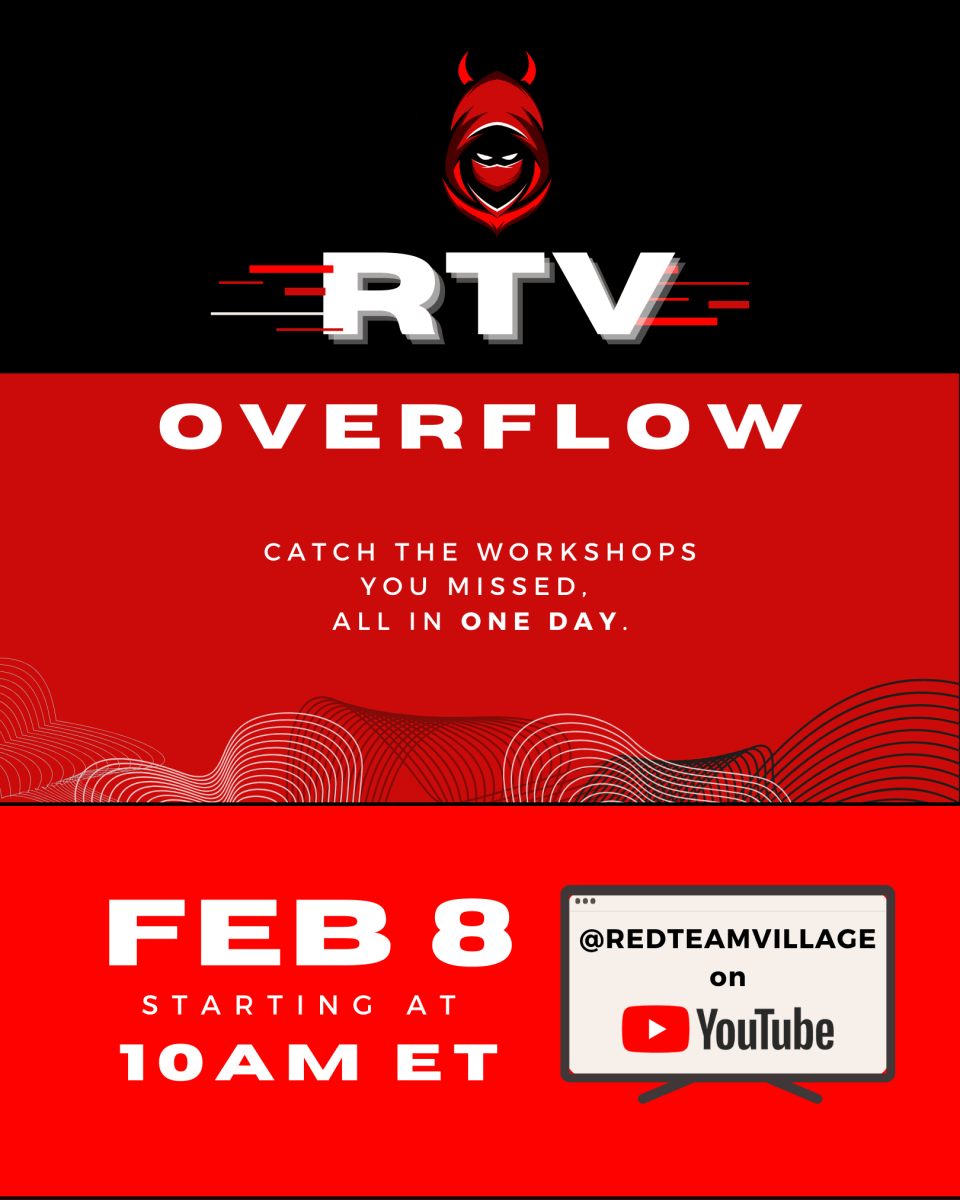 RTV
OVERFLOW
CATCH THE WORKSHOPS
YOU MISSED,
ALL IN ONE DAY.
FEB 8
STARTING AT
10AM ET
@REDTEAMVILLAGE
on
YouTube